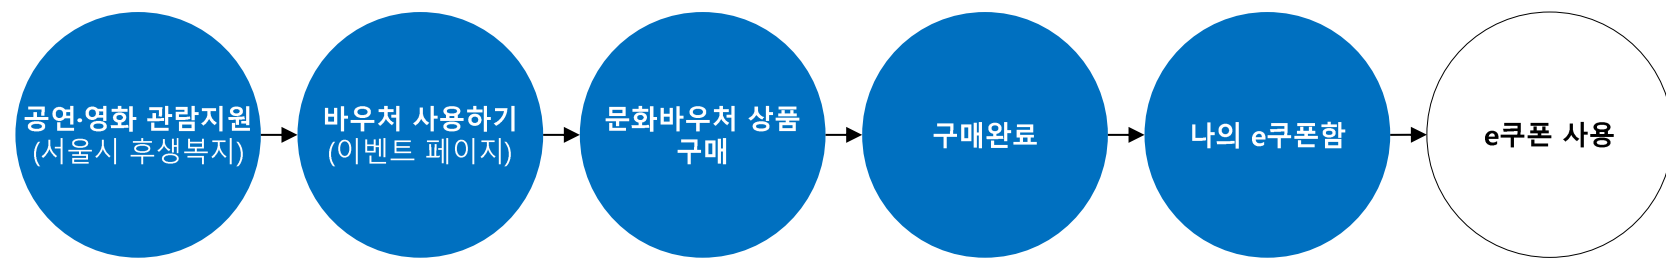 공연·영화 관람지원
(서울시 후생복지)
바우처 사용하기
(이벤트 페이지)
문화바우처 상품
구매
구매완료
나의 e쿠폰함
e쿠폰 사용